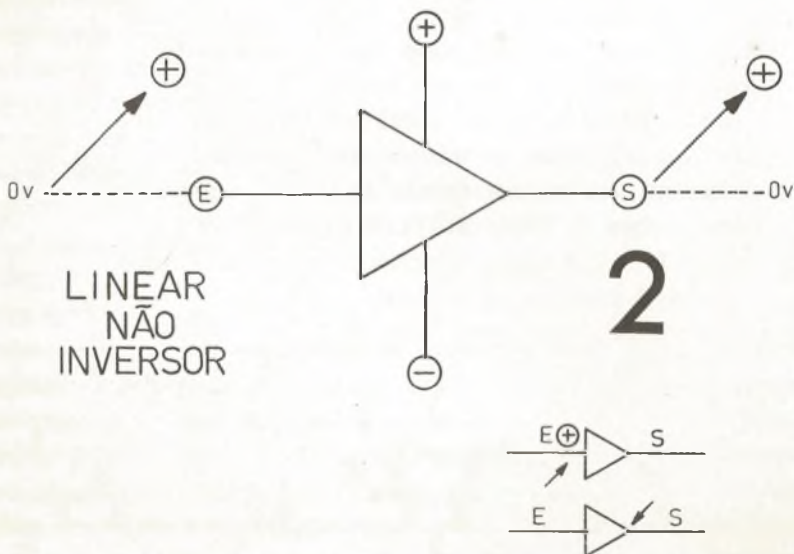 + + +
0v E S 0v
LINEAR
NÃO
INVERSOR
2
-
E + S
E S